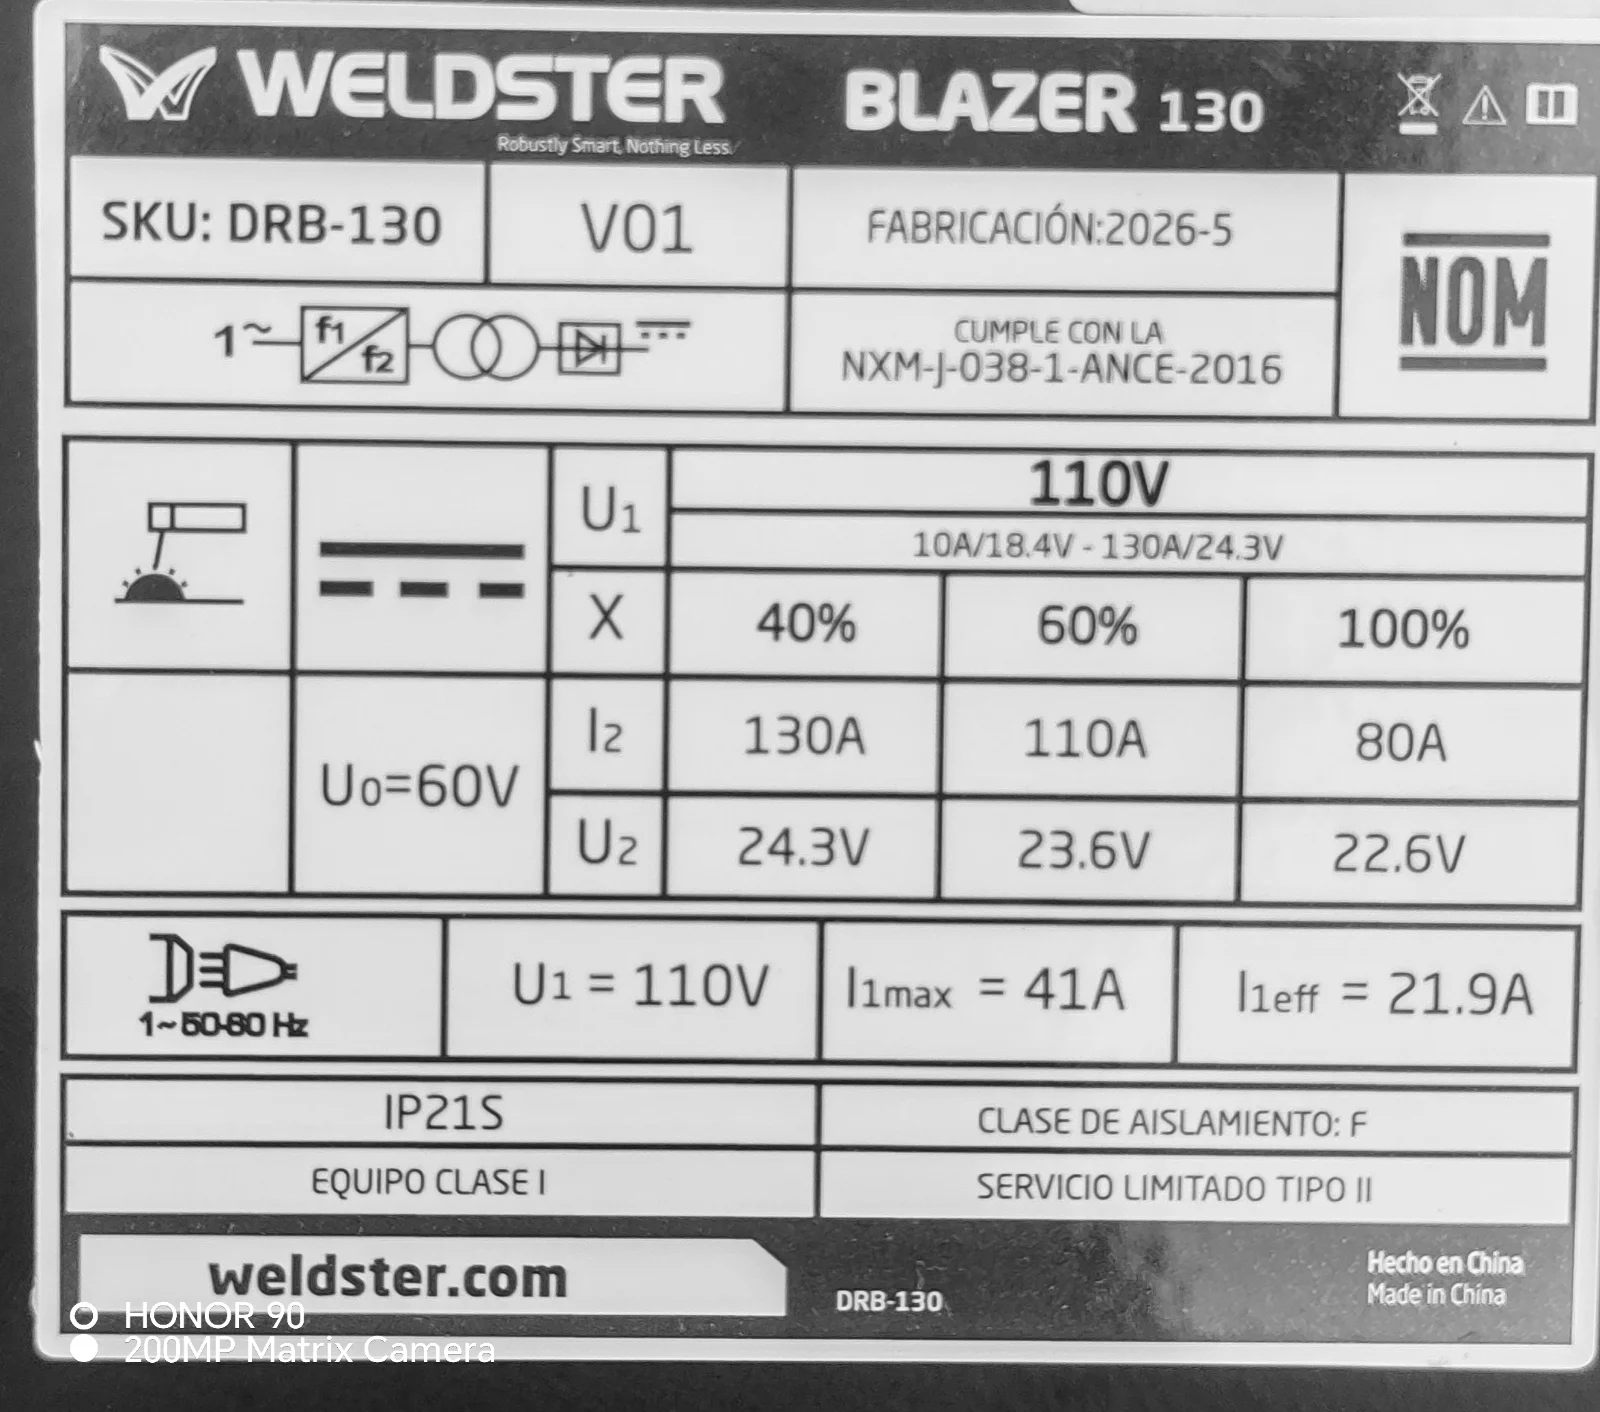 WELDSTER
Robustly Smart, Nothing Less.
BLAZER 130
SKU: DRB-130
V01
FABRICACIÓN:2026-5
NOM
1~ f1 f2
CUMPLE CON LA
NXM-J-038-1-ANCE-2016
U1
110V
10A/18.4V - 130A/24.3V
X 40% 60% 100%
U0=60V
I2 130A 110A 80A
U2 24.3V 23.6V 22.6V
1~50-60 Hz
U1 = 110V
I1max = 41A
I1eff = 21.9A
IP21S
CLASE DE AISLAMIENTO: F
EQUIPO CLASE I
SERVICIO LIMITADO TIPO II
weldster.com
DRB-130
Hecho en China
Made in China
HONOR 90
200MP Matrix Camera